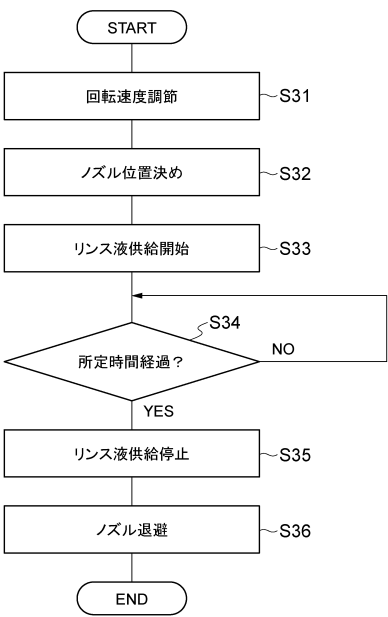 START
回転速度調節
S31
ノズル位置決め
S32
リンス液供給開始
S33
S34
所定時間経過？
NO
YES
リンス液供給停止
S35
ノズル退避
S36
END